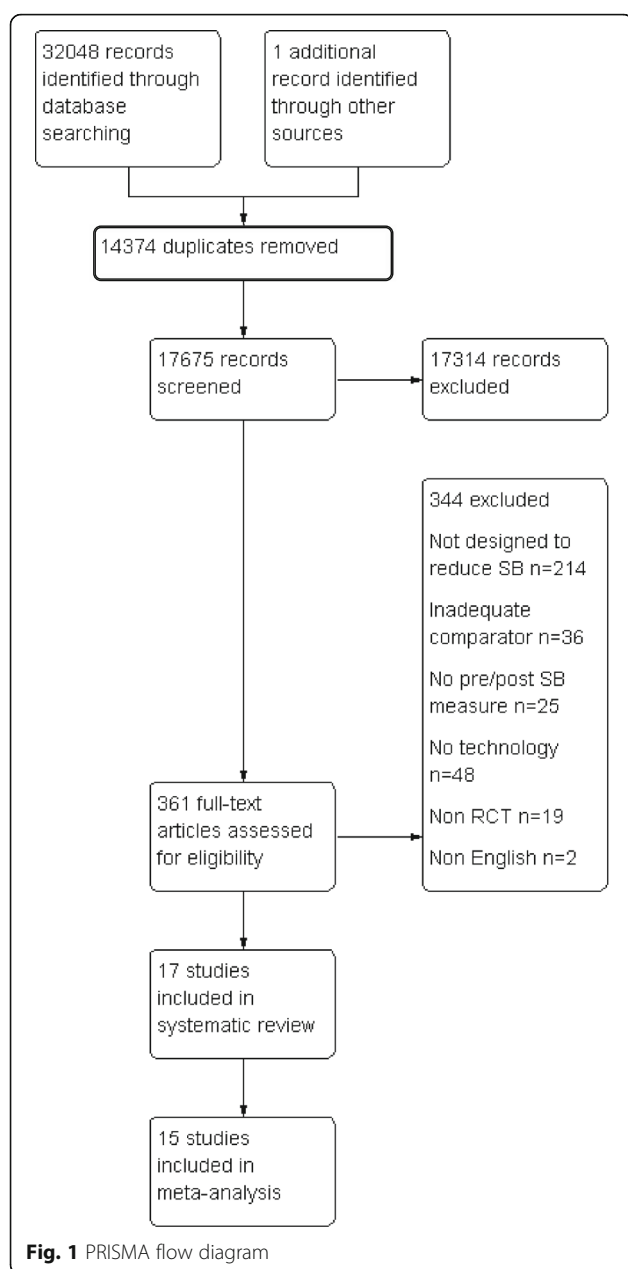 32048 records
identified through
database
searching
1 additional
record identified
through other
sources
14374 duplicates removed
17675 records
screened
17314 records
excluded
344 excluded
Not designed to
reduce SB n=214
Inadequate
comparator n=36
No pre/post SB
measure n=25
No technology
n=48
Non RCT n=19
Non English n=2
361 full-text
articles assessed
for eligibility
17 studies
included in
systematic review
15 studies
included in
meta-analysis
Fig. 1 PRISMA flow diagram